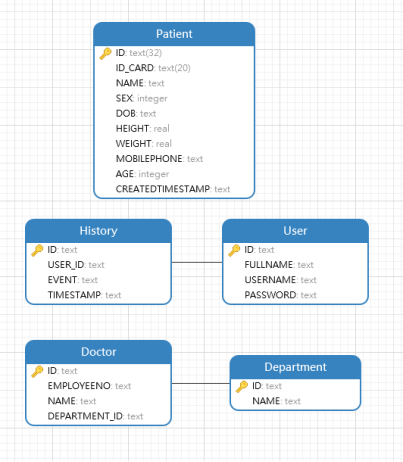 Patient
ID: text(32)
ID_CARD: text(20)
NAME: text
SEX: integer
DOB: text
HEIGHT: real
WEIGHT: real
MOBILEPHONE: text
AGE: integer
CREATEDTIMESTAMP: text
History
ID: text
USER_ID: text
EVENT: text
TIMESTAMP: text
User
ID: text
FULLNAME: text
USERNAME: text
PASSWORD: text
Doctor
ID: text
EMPLOYEENO: text
NAME: text
DEPARTMENT_ID: text
Department
ID: text
NAME: text